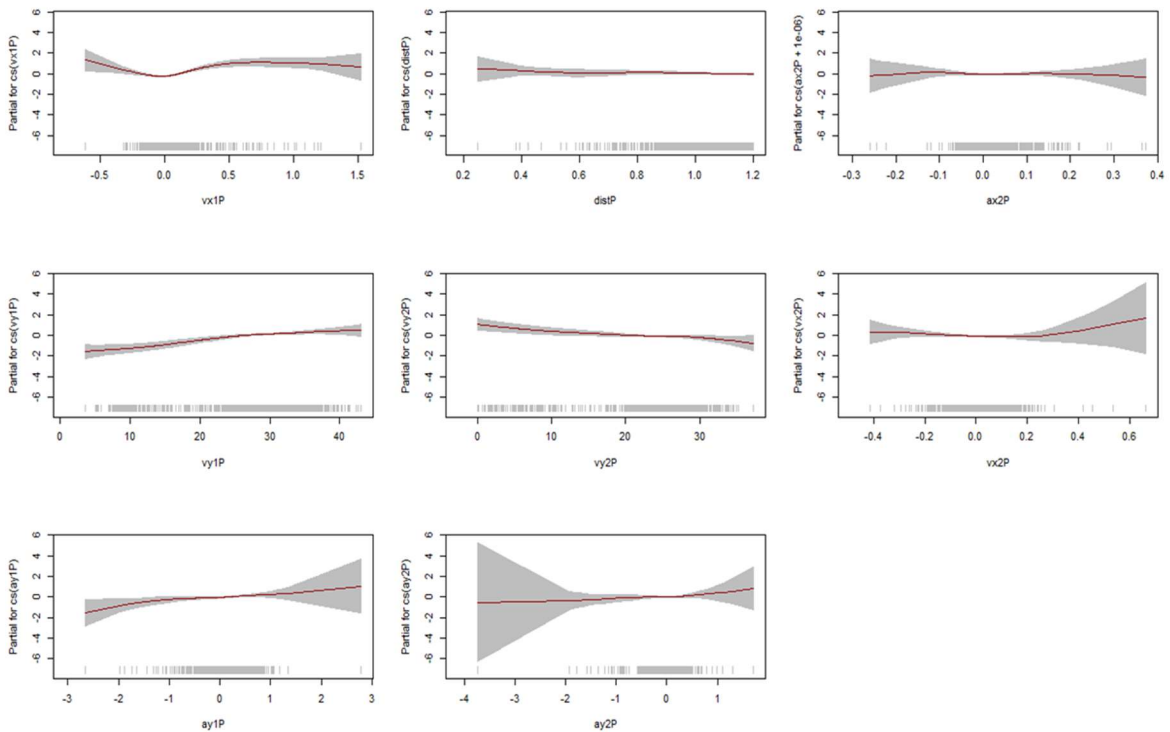 Partial for cs(vx1P)
6
4
2
0
-2
-4
-6
-0.5 0.0 0.5 1.0 1.5
vx1P
Partial for cs(distP)
6
4
2
0
-2
-4
-6
0.2 0.4 0.6 0.8 1.0 1.2
distP
Partial for cs(ax2P + 1e-06)
6
4
2
0
-2
-4
-6
-0.3 -0.2 -0.1 0.0 0.1 0.2 0.3 0.4
ax2P
Partial for cs(vy1P)
6
4
2
0
-2
-4
-6
0 10 20 30 40
vy1P
Partial for cs(vy2P)
6
4
2
0
-2
-4
-6
0 10 20 30
vy2P
Partial for cs(vx2P)
6
4
2
0
-2
-4
-6
-0.4 -0.2 0.0 0.2 0.4 0.6
vx2P
Partial for cs(ay1P)
6
4
2
0
-2
-4
-6
-3 -2 -1 0 1 2 3
ay1P
Partial for cs(ay2P)
6
4
2
0
-2
-4
-6
-4 -3 -2 -1 0 1
ay2P